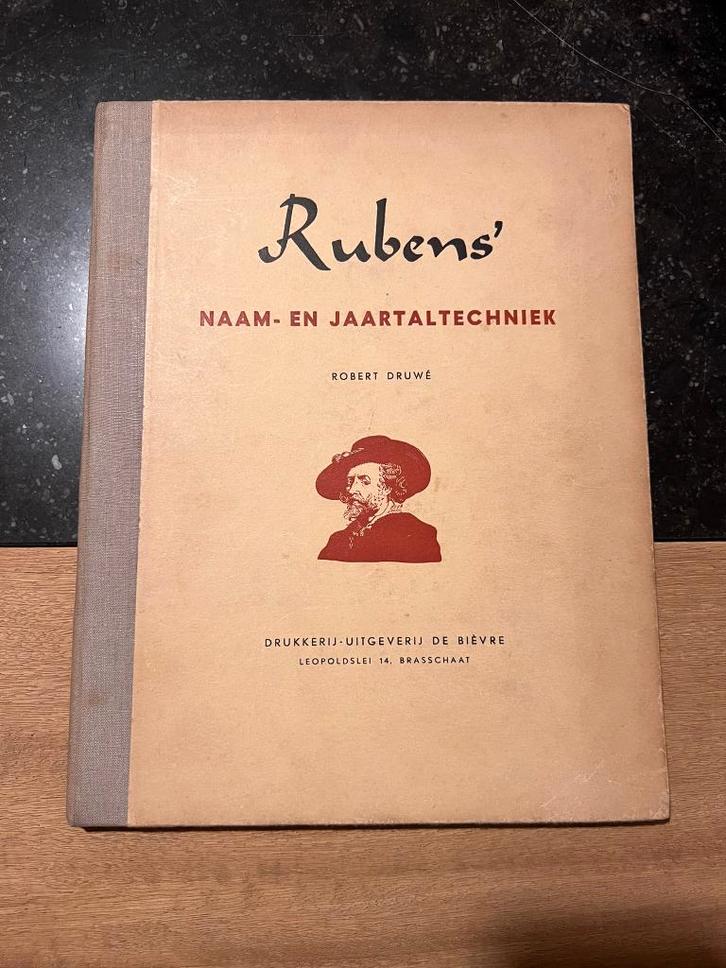 Rubens'
NAAM- EN JAARTALTECHNIEK
ROBERT DRUWÉ
DRUKKERIJ-UITGEVERIJ DE BIÈVRE
LEOPOLDSLEI 14, BRASSCHAAT